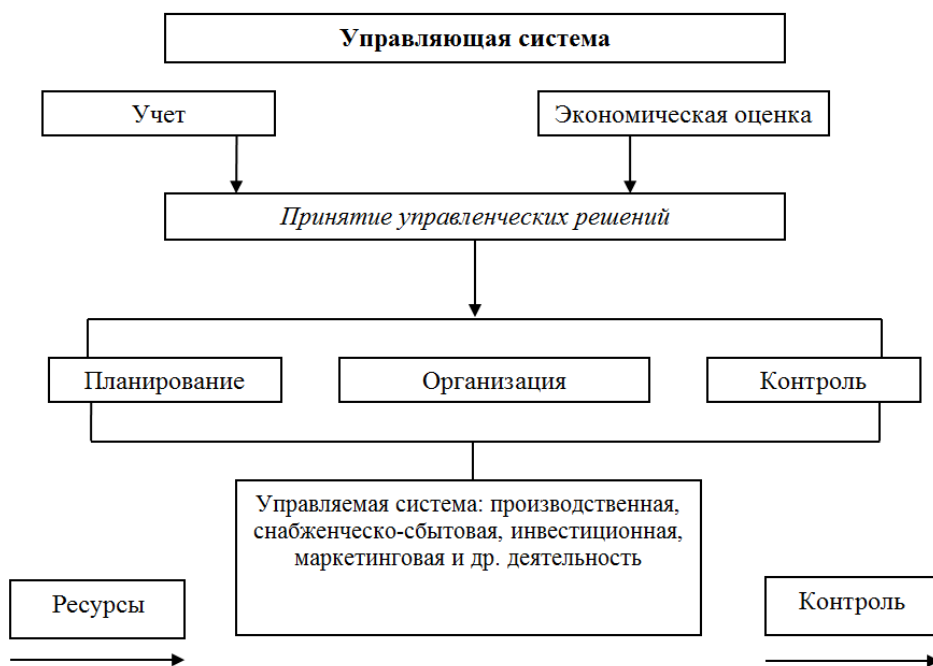 Управляющая система
Учет
Экономическая оценка
Принятие управленческих решений
Планирование
Организация
Контроль
Управляемая система: производственная,
снабженческо-сбытовая, инвестиционная,
маркетинговая и др. деятельность
Ресурсы
Контроль